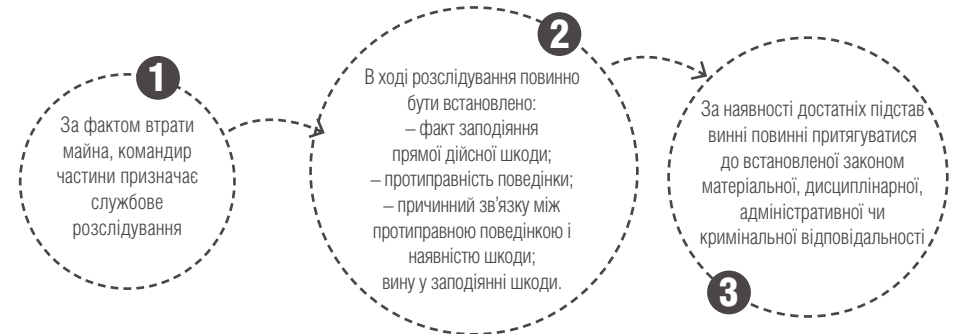 1
За фактом втрати
майна, командир
частини призначає
службове
розслідування
2
В ході розслідування повинно
бути встановлено:
– факт заподіяння
прямої дійсної шкоди;
– протиправність поведінки;
– причинний зв'язку між
протиправною поведінкою і
наявністю шкоди;
вину у заподіянні шкоди.
За наявності достатніх підстав
винні повинні притягуватися
до встановленої законом
матеріальної, дисциплінарної,
адміністративної чи
кримінальної відповідальності
3